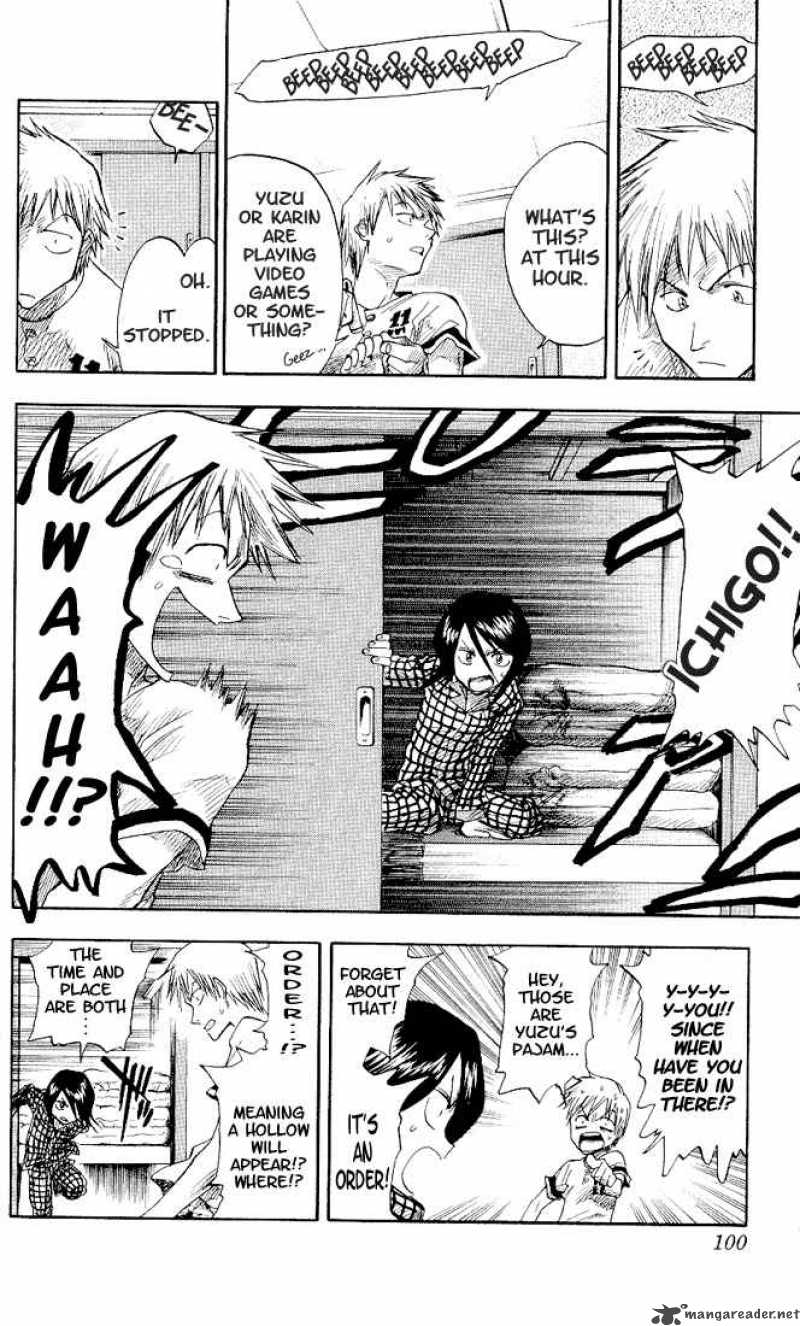 BEEPBEEPBEEPBEEP
BEEPBEEPBEEPBEEPBEEPBEEPBEEPBEEP
WHAT'S
THIS?
AT THIS
HOUR.
YUZU
OR KARIN
ARE
PLAYING
VIDEO
GAMES
OR SOME-
THING?
Geez...
11
BEE-
OH.
IT
STOPPED.
11
ICHIGO!!
WAAH!!?
Y-Y-Y-
Y-YOU!!
SINCE
WHEN
HAVE YOU
BEEN IN
THERE!?
HEY,
THOSE
ARE
YUZU'S
PAJAM...
FORGET
ABOUT
THAT!
IT'S
AN
ORDER!
ORDER...!?
MEANING
A HOLLOW
WILL
APPEAR!?
WHERE!?
THE
TIME AND
PLACE
ARE BOTH
...
100
mangareader.net